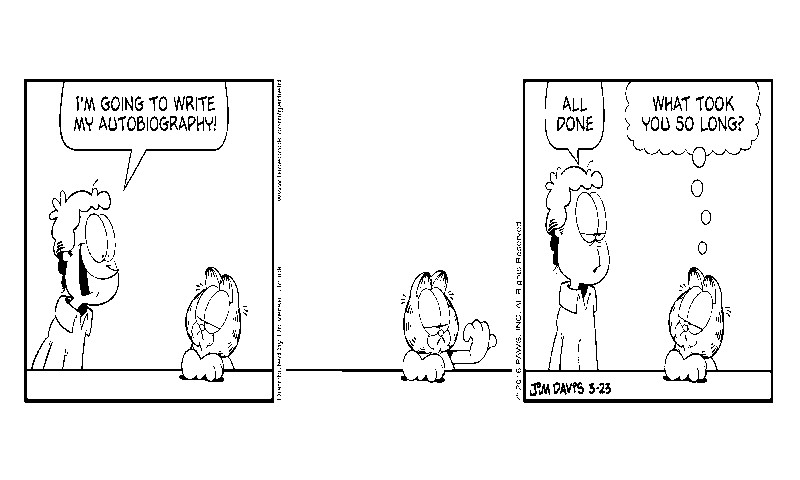 I'M GOING TO WRITE
MY AUTOBIOGRAPHY!
ALL
DONE
WHAT TOOK
YOU SO LONG?
© 2016 PAWS, INC. All Rights Reserved
JIM DAVIS 3-23